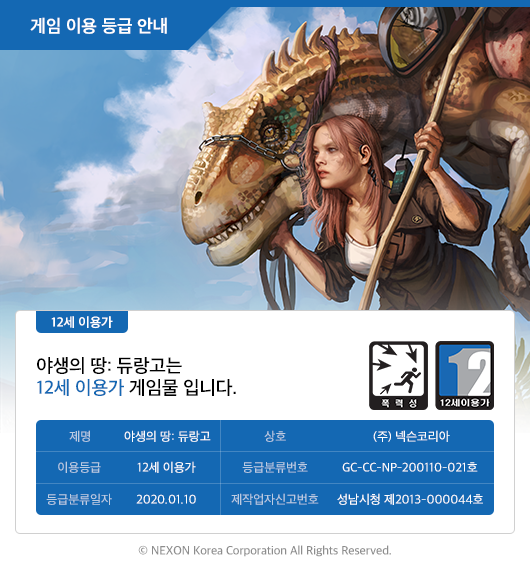 게임 이용 등급 안내
12세 이용가
야생의 땅: 듀랑고는
12세 이용가 게임물 입니다.
폭력성
12
12세이용가
제명 야생의 땅: 듀랑고 상호 (주) 넥슨코리아
이용등급 12세 이용가 등급분류번호 GC-CC-NP-200110-021호
등급분류일자 2020.01.10 제작업자신고번호 성남시청 제2013-000044호
© NEXON Korea Corporation All Rights Reserved.